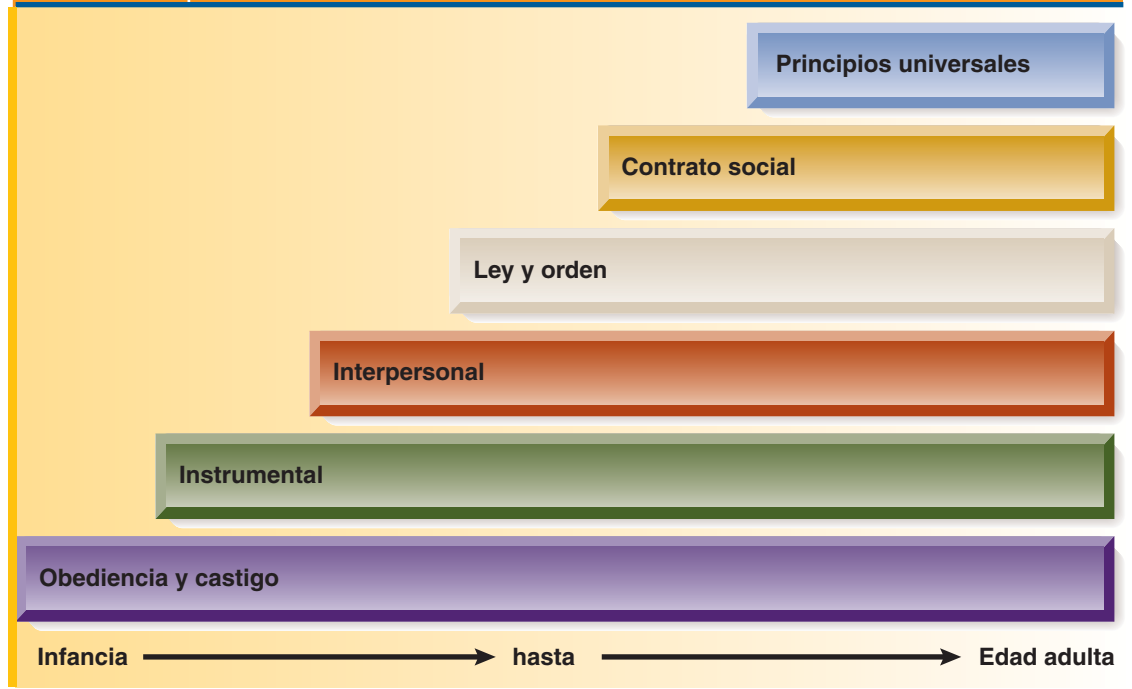 Principios universales
Contrato social
Ley y orden
Interpersonal
Instrumental
Obediencia y castigo
Infancia hasta Edad adulta